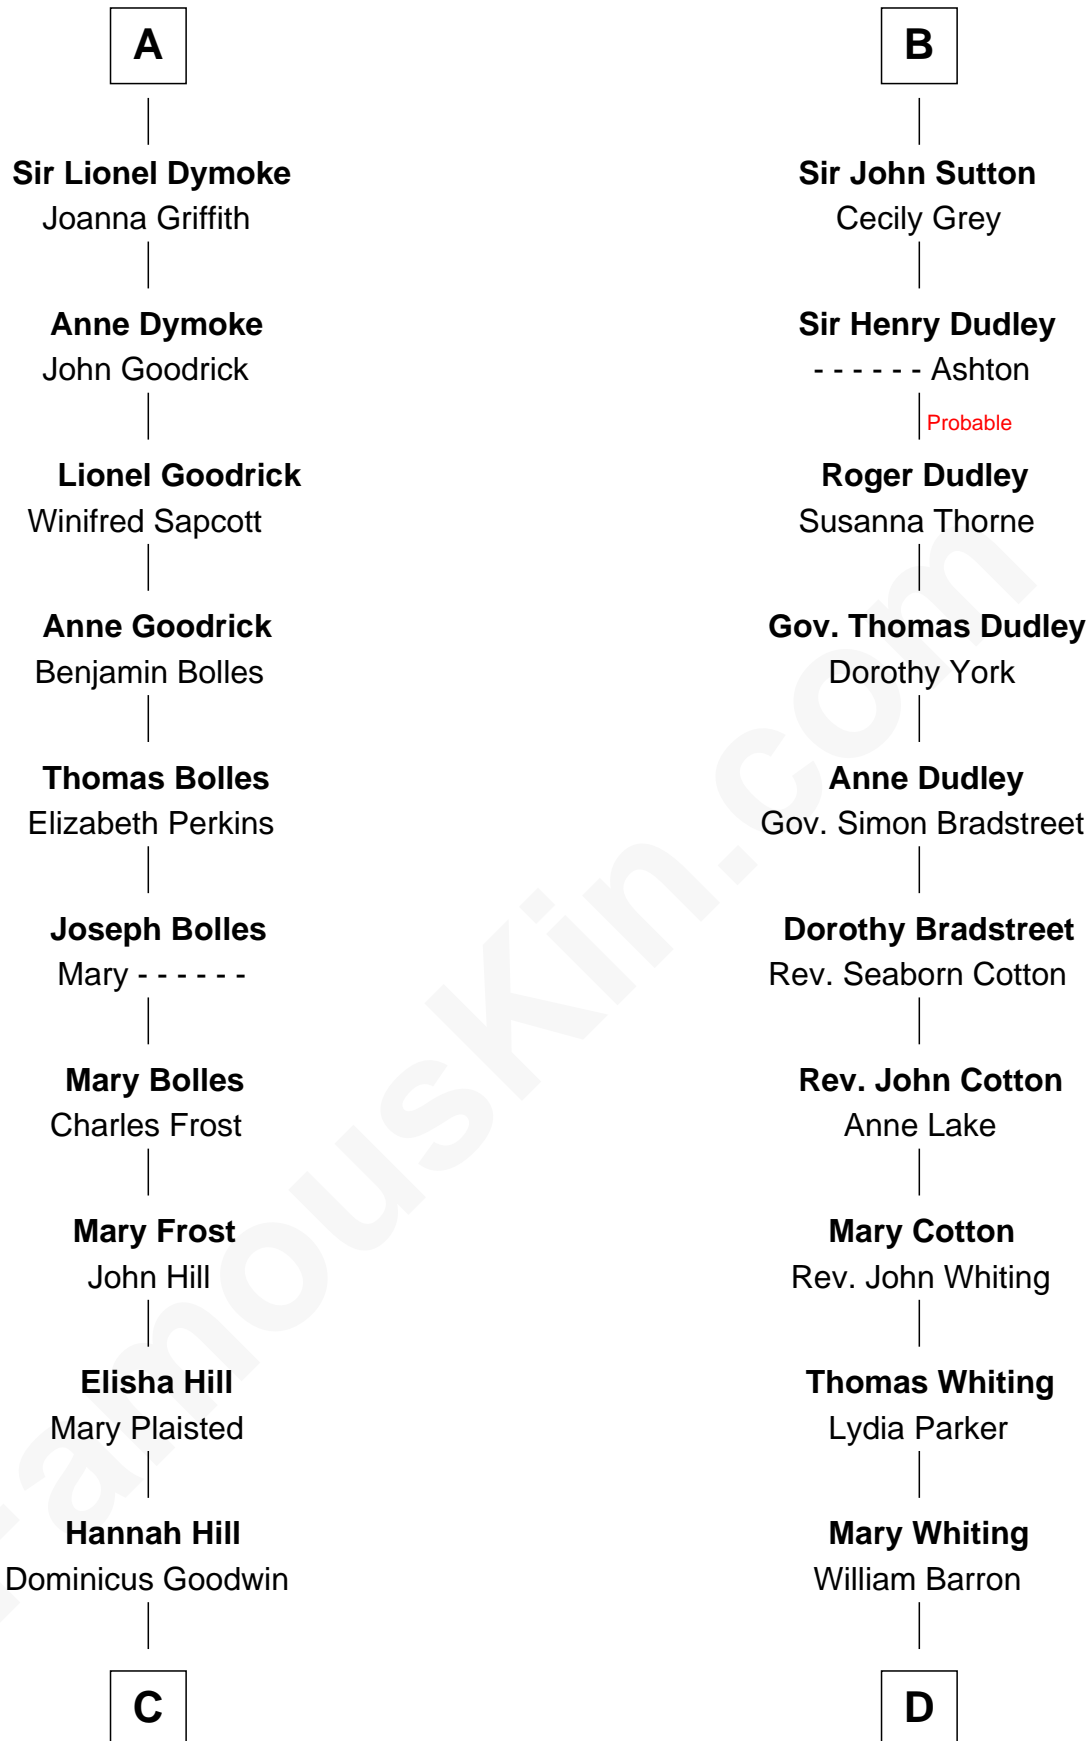 A
Sir Lionel Dymoke
Joanna Griffith
Anne Dymoke
John Goodrick
Lionel Goodrick
Winifred Sapcott
Anne Goodrick
Benjamin Bolles
Thomas Bolles
Elizabeth Perkins
Joseph Bolles
Mary - - - - - -
Mary Bolles
Charles Frost
Mary Frost
John Hill
Elisha Hill
Mary Plaisted
Hannah Hill
Dominicus Goodwin
C
B
Sir John Sutton
Cecily Grey
Sir Henry Dudley
- - - - - - Ashton
Probable
Roger Dudley
Susanna Thorne
Gov. Thomas Dudley
Dorothy York
Anne Dudley
Gov. Simon Bradstreet
Dorothy Bradstreet
Rev. Seaborn Cotton
Rev. John Cotton
Anne Lake
Mary Cotton
Rev. John Whiting
Thomas Whiting
Lydia Parker
Mary Whiting
William Barron
D
FamousKin.com